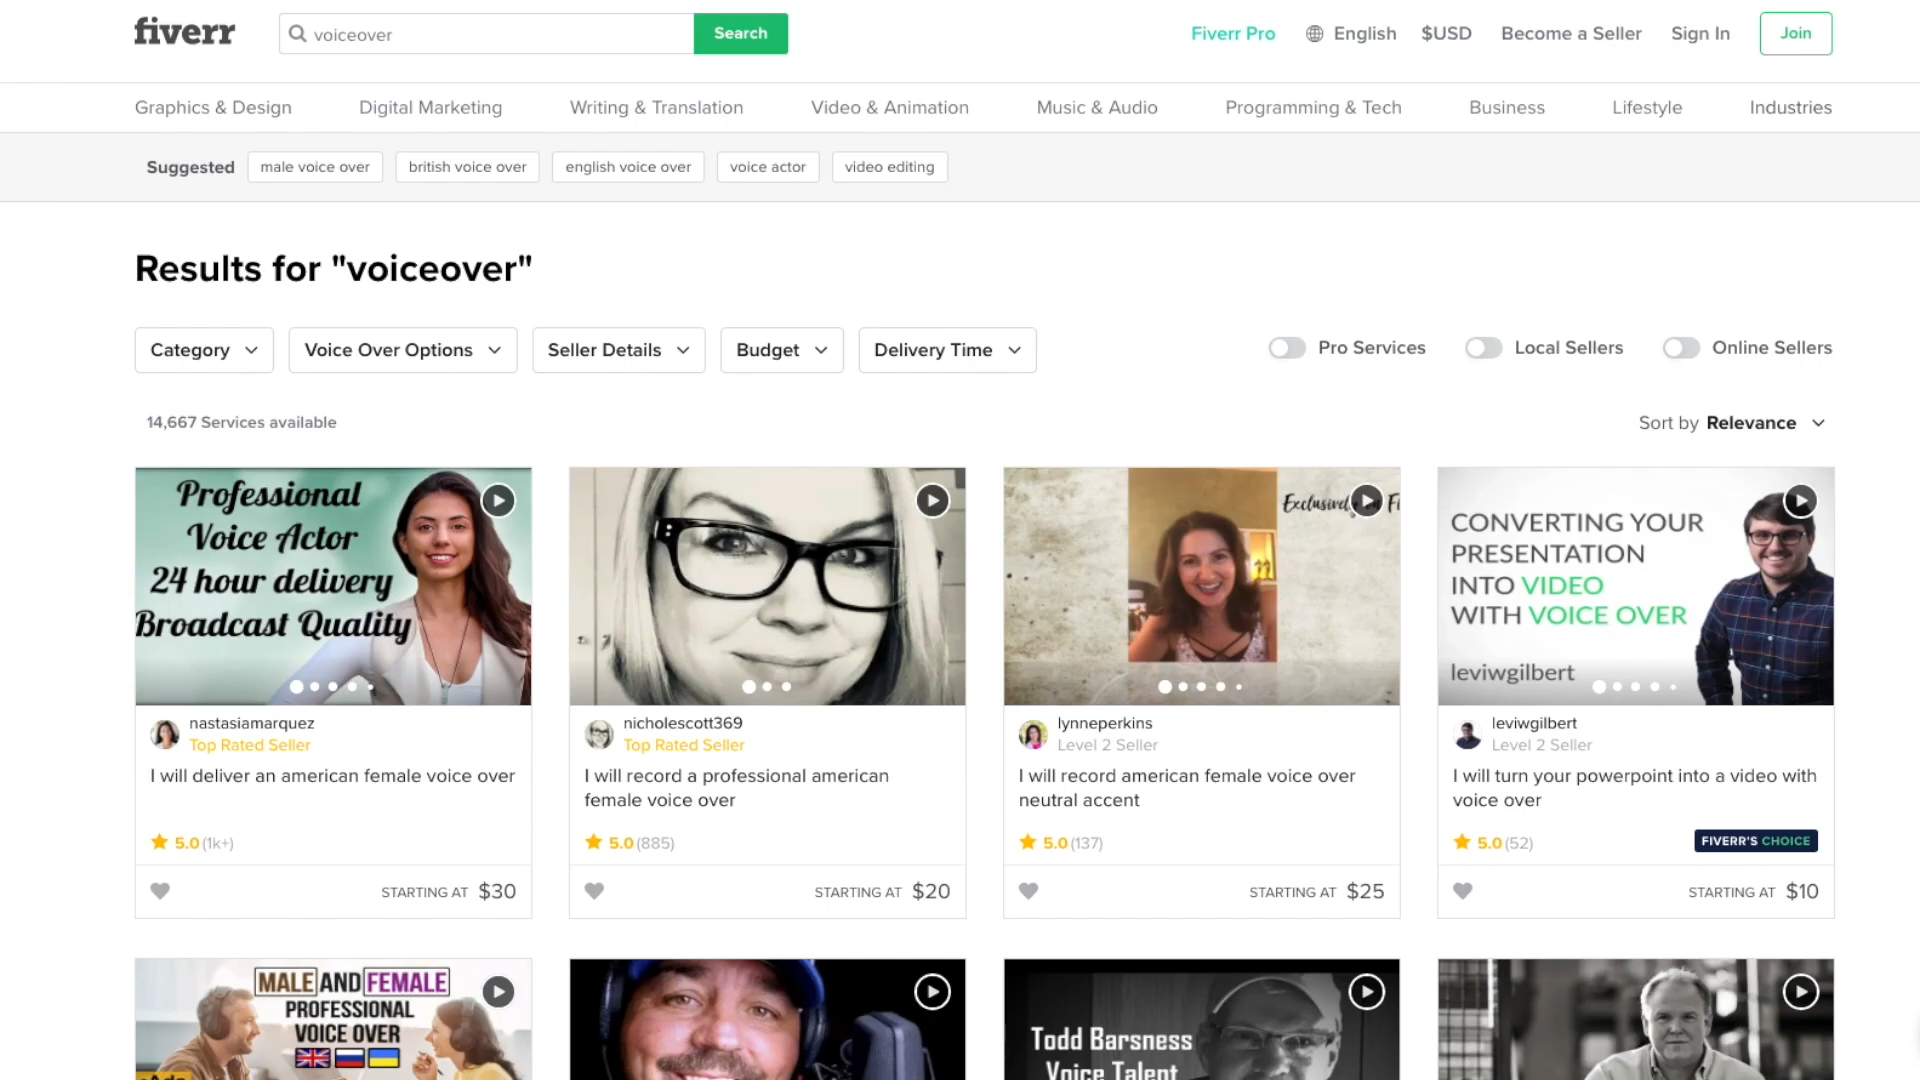 fiverr
voiceover
Search
Fiverr Pro
English
$USD
Become a Seller
Sign In
Join
Graphics & Design
Digital Marketing
Writing & Translation
Video & Animation
Music & Audio
Programming & Tech
Business
Lifestyle
Industries
Suggested
male voice over
british voice over
english voice over
voice actor
video editing
Results for "voiceover"
Category
Voice Over Options
Seller Details
Budget
Delivery Time
Pro Services
Local Sellers
Online Sellers
14,667 Services available
Sort by Relevance
Professional
Voice Actor
24 hour delivery
Broadcast Quality
nastasiamarquez
Top Rated Seller
I will deliver an american female voice over
5.0 (1k+)
STARTING AT $30
nicholescott369
Top Rated Seller
I will record a professional american
female voice over
5.0 (885)
STARTING AT $20
Exclusively on Fi
lynneperkins
Level 2 Seller
I will record american female voice over
neutral accent
5.0 (137)
STARTING AT $25
CONVERTING YOUR
PRESENTATION
INTO VIDEO
WITH VOICE OVER
leviwgilbert
leviwgilbert
Level 2 Seller
I will turn your powerpoint into a video with
voice over
5.0 (52)
FIVERR'S CHOICE
STARTING AT $10
MALE AND FEMALE
PROFESSIONAL
VOICE OVER
Todd Barsness
Voice Talent